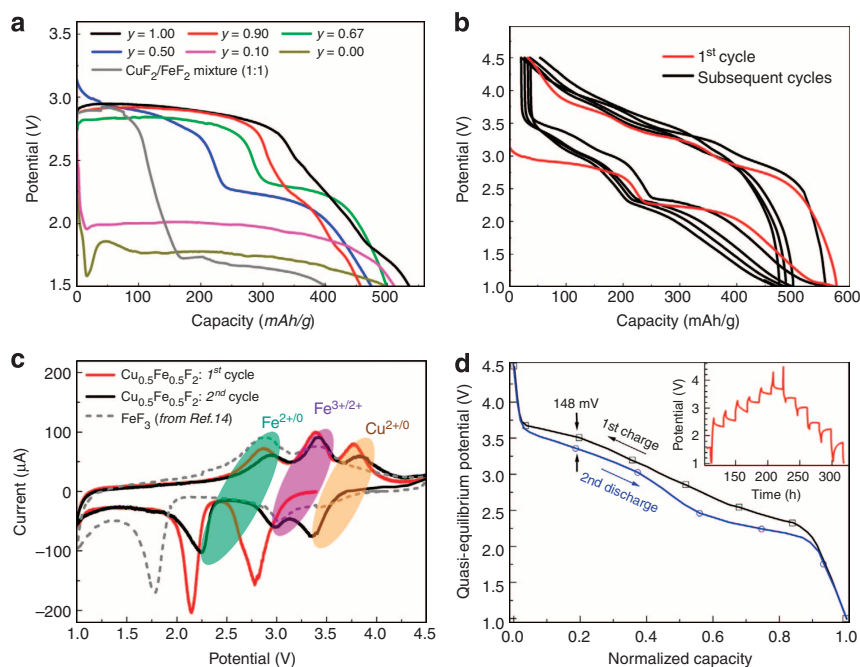 a
y = 1.00 y = 0.90 y = 0.67
y = 0.50 y = 0.10 y = 0.00
CuF2/FeF2 mixture (1:1)
3.5
3.0
2.5
2.0
1.5
Potential (V)
0 100 200 300 400 500
Capacity (mAh/g)
b
1st cycle
Subsequent cycles
5.0
4.5
4.0
3.5
3.0
2.5
2.0
1.5
1.0
Potential (V)
0 200 400 600 800
Capacity (mAh/g)
c
Cu0.5Fe0.5F2: 1st cycle
Cu0.5Fe0.5F2: 2nd cycle
FeF3 (from Ref.14)
Fe2+/0
Fe3+/2+
Cu2+/0
200
100
0
−100
−200
Current (µA)
1.0 1.5 2.0 2.5 3.0 3.5 4.0 4.5
Potential (V)
d
4.5
4.0
3.5
3.0
2.5
2.0
1.5
1.0
Quasi-equilibrium potential (V)
148 mV
1st charge
2nd discharge
4
3
2
1
Potential (V)
150 200 250 300
Time (h)
0.0 0.2 0.4 0.6 0.8 1.0
Normalized capacity